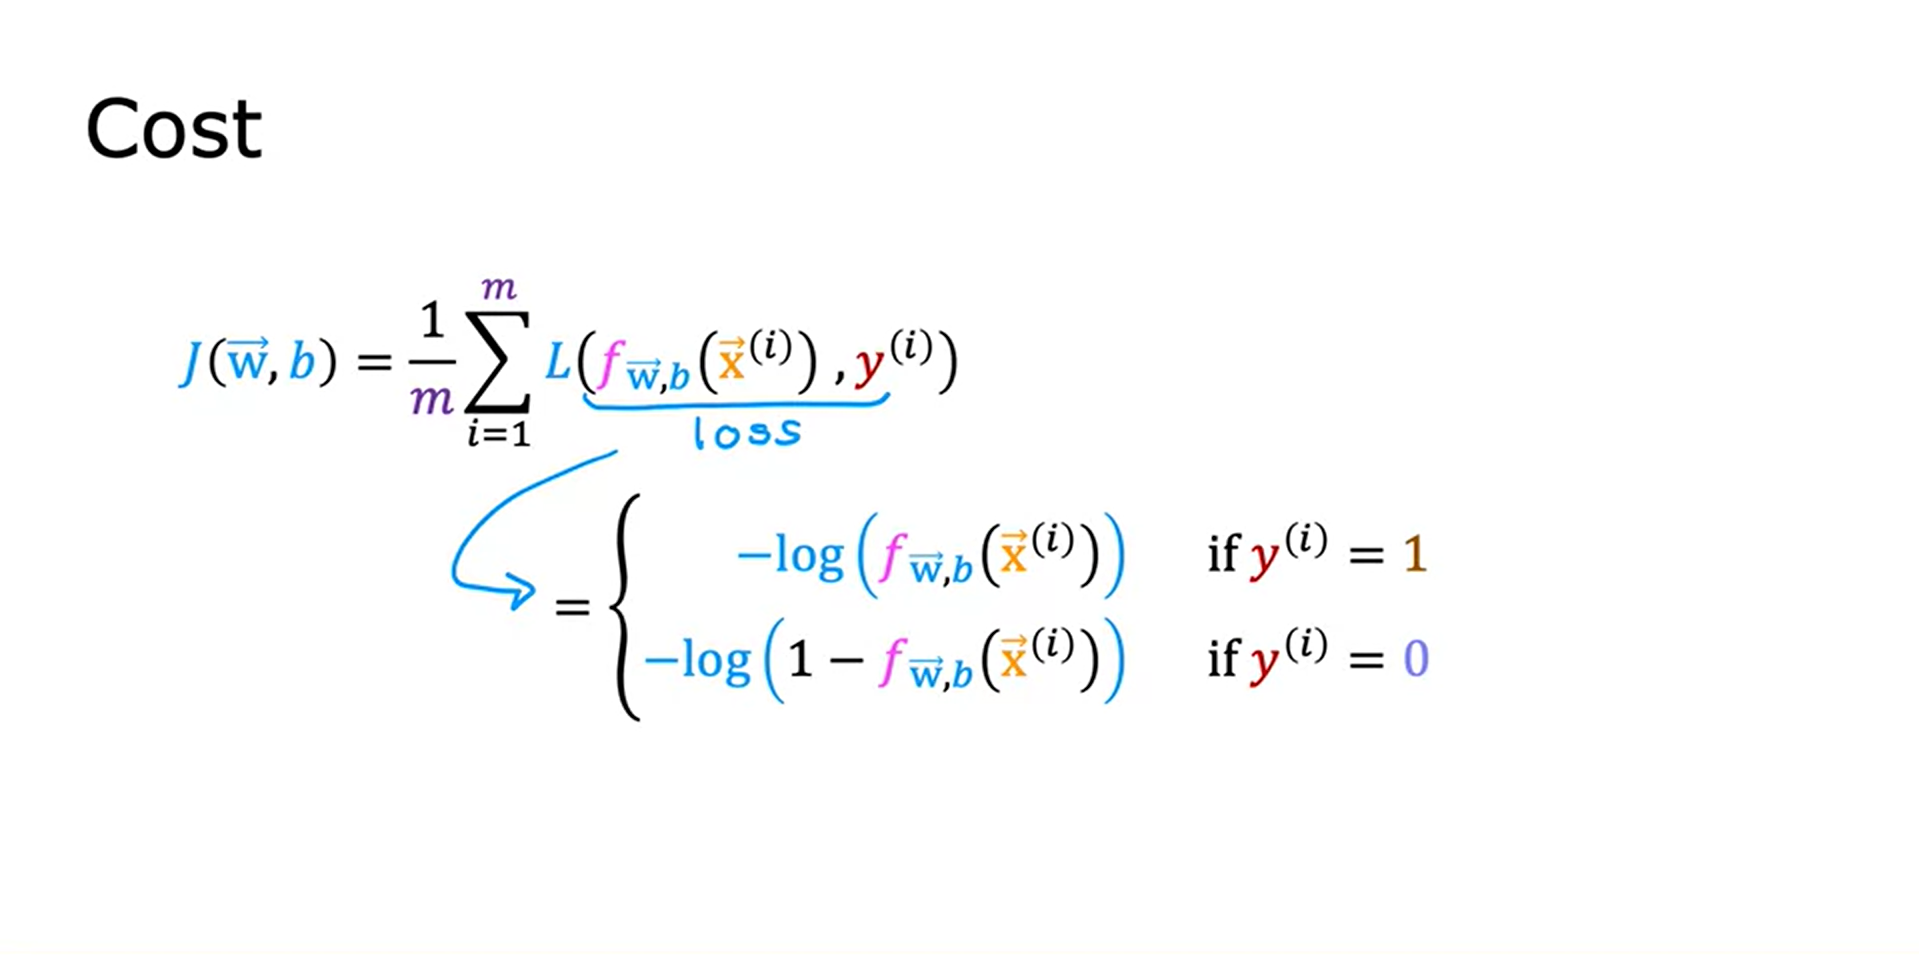 Cost
J(w⃗, b) = 1/m ∑_{i=1}^{m} L(f_{w⃗,b}(x⃗^{(i)}), y^{(i)})
loss
= { −log(f_{w⃗,b}(x⃗^{(i)})) if y^{(i)} = 1
−log(1 − f_{w⃗,b}(x⃗^{(i)})) if y^{(i)} = 0